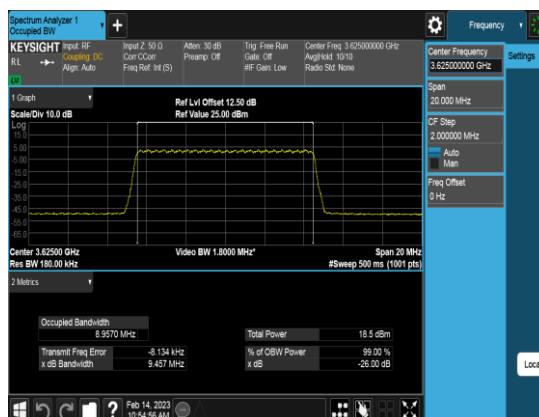 Spectrum Analyzer 1
Occupied BW
+
Frequency
KEYSIGHT
R L
Input: RF
Coupling: DC
Align: Auto
Input Z: 50 Ω
Corr CCorr
Freq Ref: Int (S)
Atten: 30 dB
Preamp: Off
Trig: Free Run
Gate: Off
#IF Gain: Low
Center Freq: 3.625000000 GHz
Avg|Hold: 10/10
Radio Std: None
Center Frequency
3.625000000 GHz
Settings
Span
20.000 MHz
CF Step
2.000000 MHz
Auto
Man
Freq Offset
0 Hz
1 Graph
Scale/Div 10.0 dB
Ref Lvl Offset 12.50 dB
Ref Value 25.00 dBm
Log
15.0
5.00
-5.00
-15.0
-25.0
-35.0
-45.0
-55.0
-65.0
Center 3.62500 GHz
Res BW 180.00 kHz
Video BW 1.8000 MHz*
Span 20 MHz
#Sweep 500 ms (1001 pts)
2 Metrics
Occupied Bandwidth
8.9570 MHz
Total Power
18.5 dBm
Transmit Freq Error
-8.134 kHz
% of OBW Power
99.00 %
x dB Bandwidth
9.457 MHz
x dB
-26.00 dB
Loca
?
Feb 14, 2023
10:54:56 AM